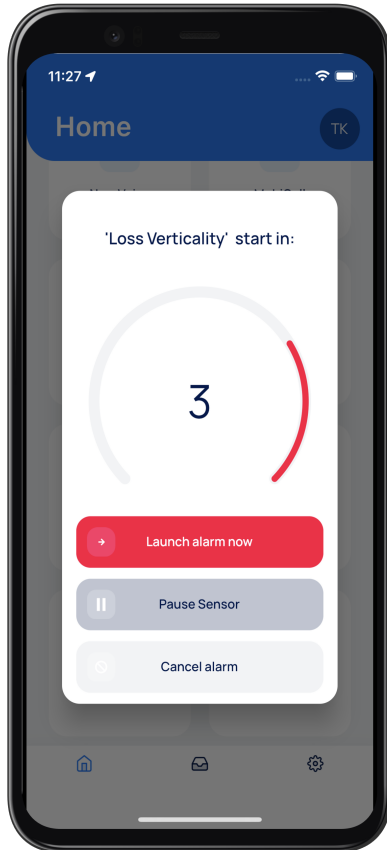 11:27
Home
TK
'Loss Verticality' start in:
3
Launch alarm now
Pause Sensor
Cancel alarm